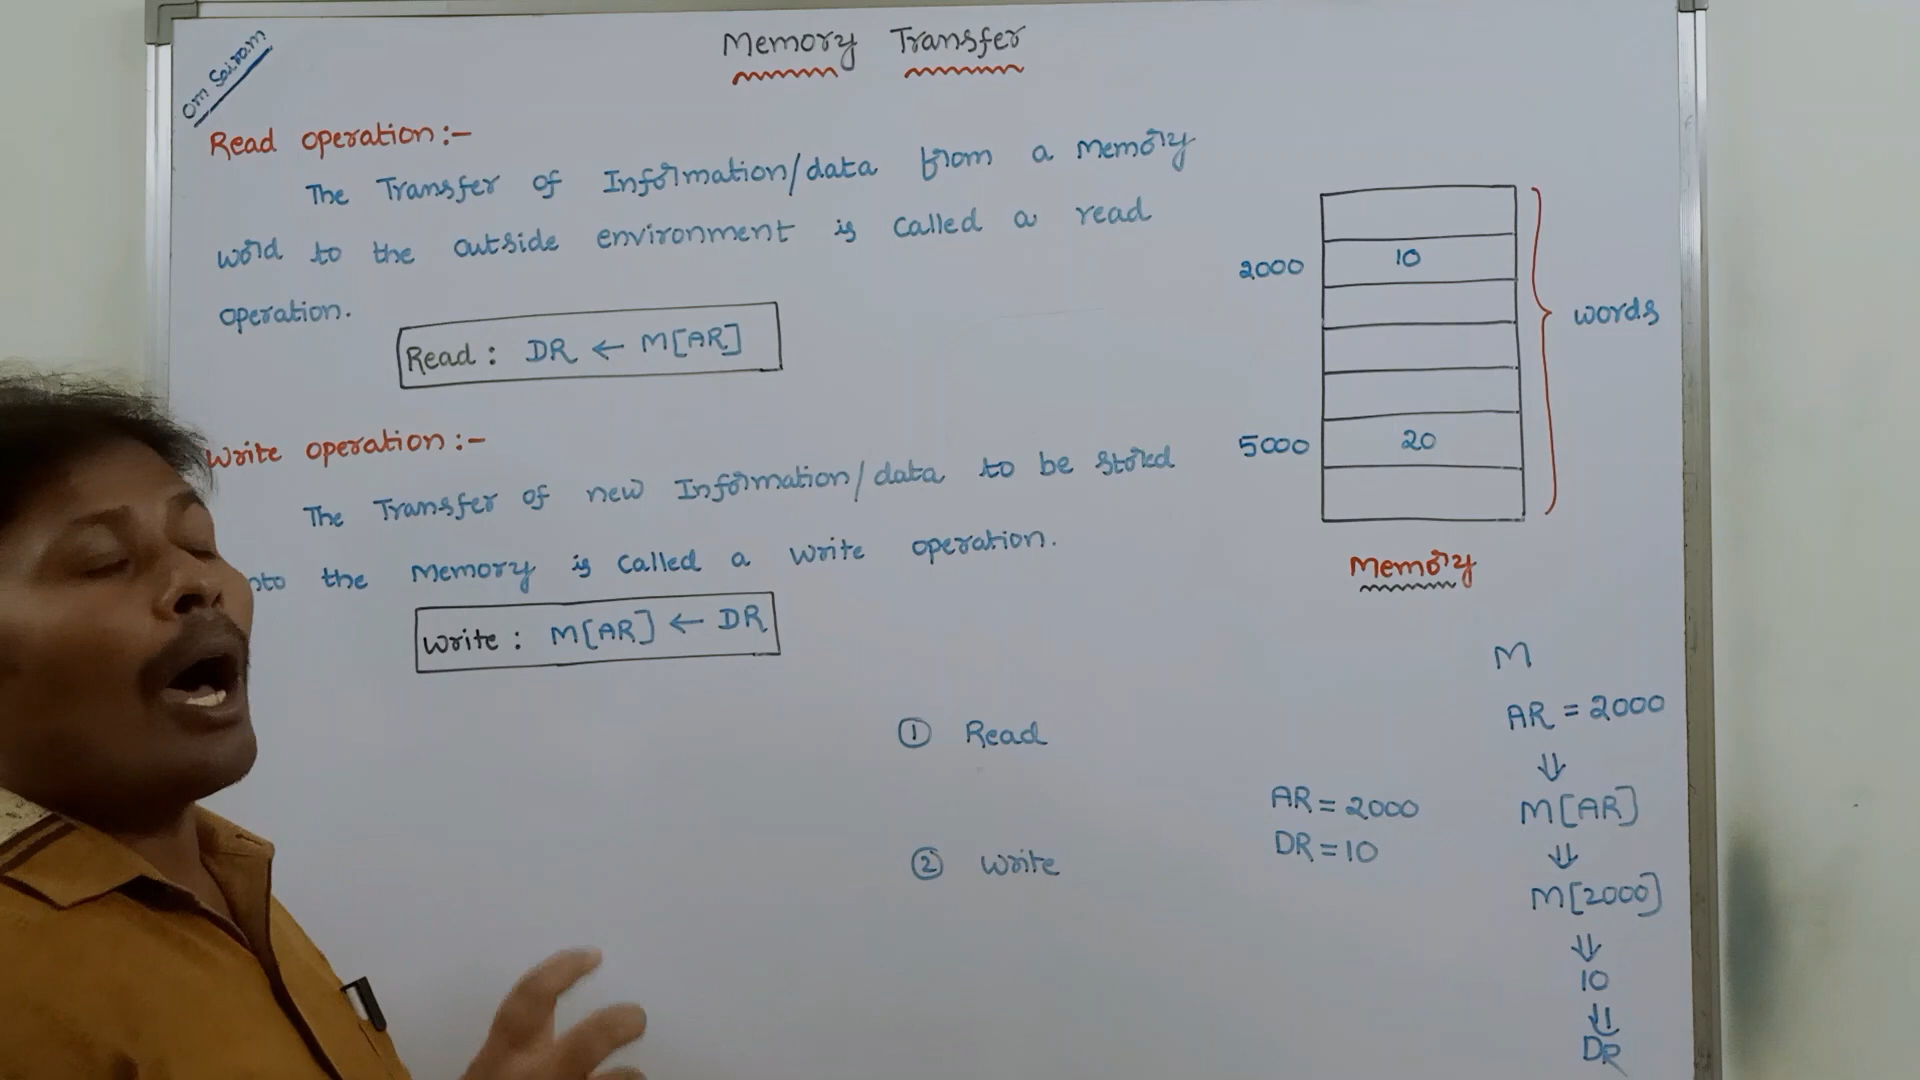 Om Sairam
Memory Transfer
Read operation:-
The Transfer of Information/data from a memory
word to the outside environment is called a read
operation.
Read : DR ← M[AR]
Write operation:-
The Transfer of new Information/data to be stored
nto the memory is called a write operation.
Write : M[AR] ← DR
① Read
② Write
2000 10
5000 20
words
Memory
AR = 2000
DR = 10
M
AR = 2000
⇓
M[AR]
⇓
M[2000]
⇓
10
⇓
DR